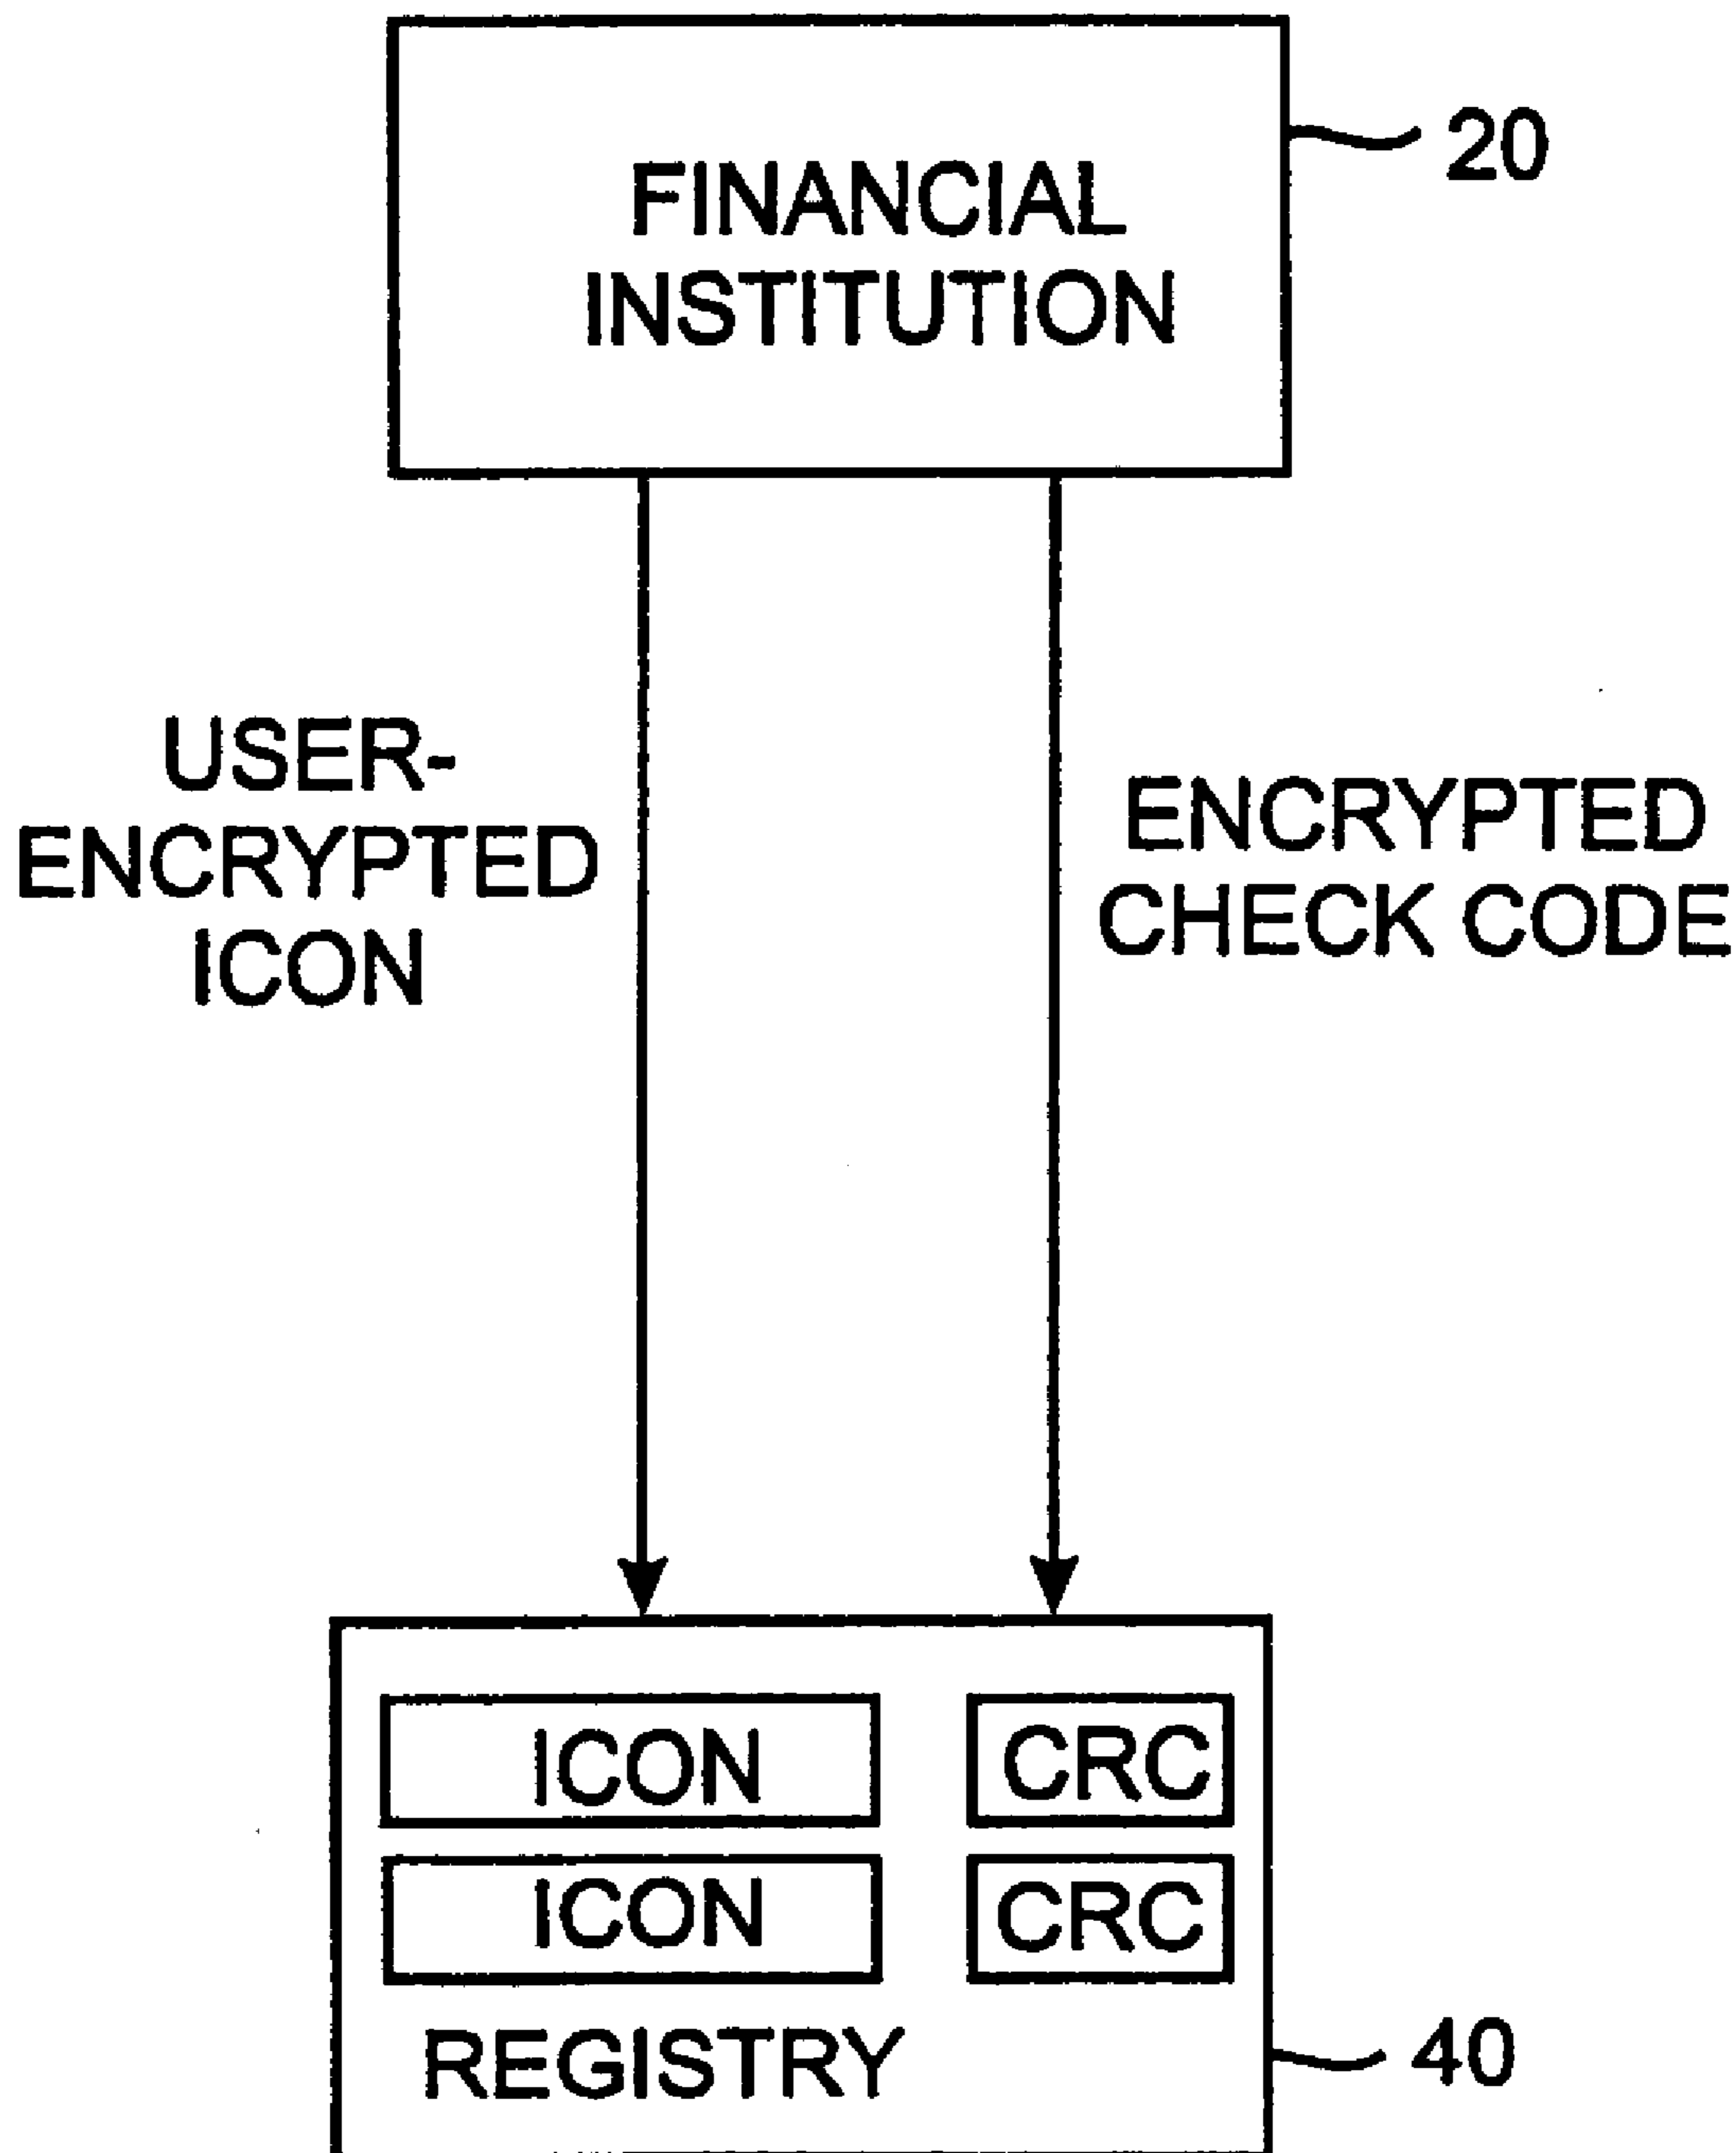 FINANCIAL
INSTITUTION
20
USER-
ENCRYPTED
ICON
ENCRYPTED
CHECK CODE
ICON CRC
ICON CRC
REGISTRY
40